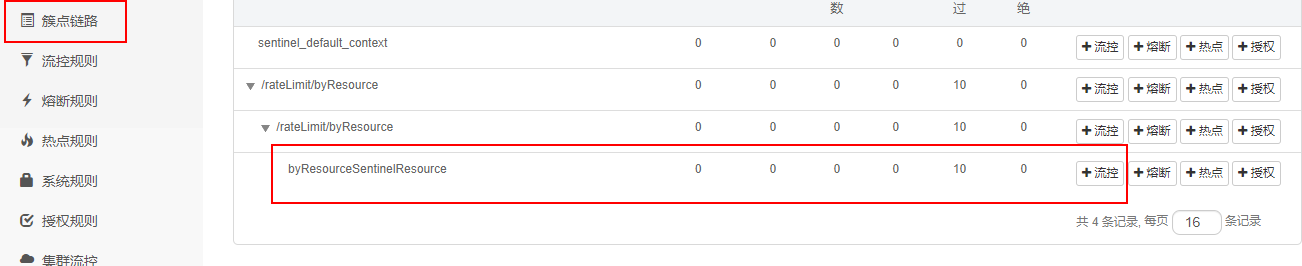 簇点链路
流控规则
熔断规则
热点规则
系统规则
授权规则
集群流控
数 过 绝
sentinel_default_context 0 0 0 0 0 0 流控 熔断 热点 授权
/rateLimit/byResource 0 0 0 0 10 0 流控 熔断 热点 授权
/rateLimit/byResource 0 0 0 0 10 0 流控 熔断 热点 授权
byResourceSentinelResource 0 0 0 0 10 0 流控 熔断 热点 授权
共 4 条记录, 每页 16 条记录